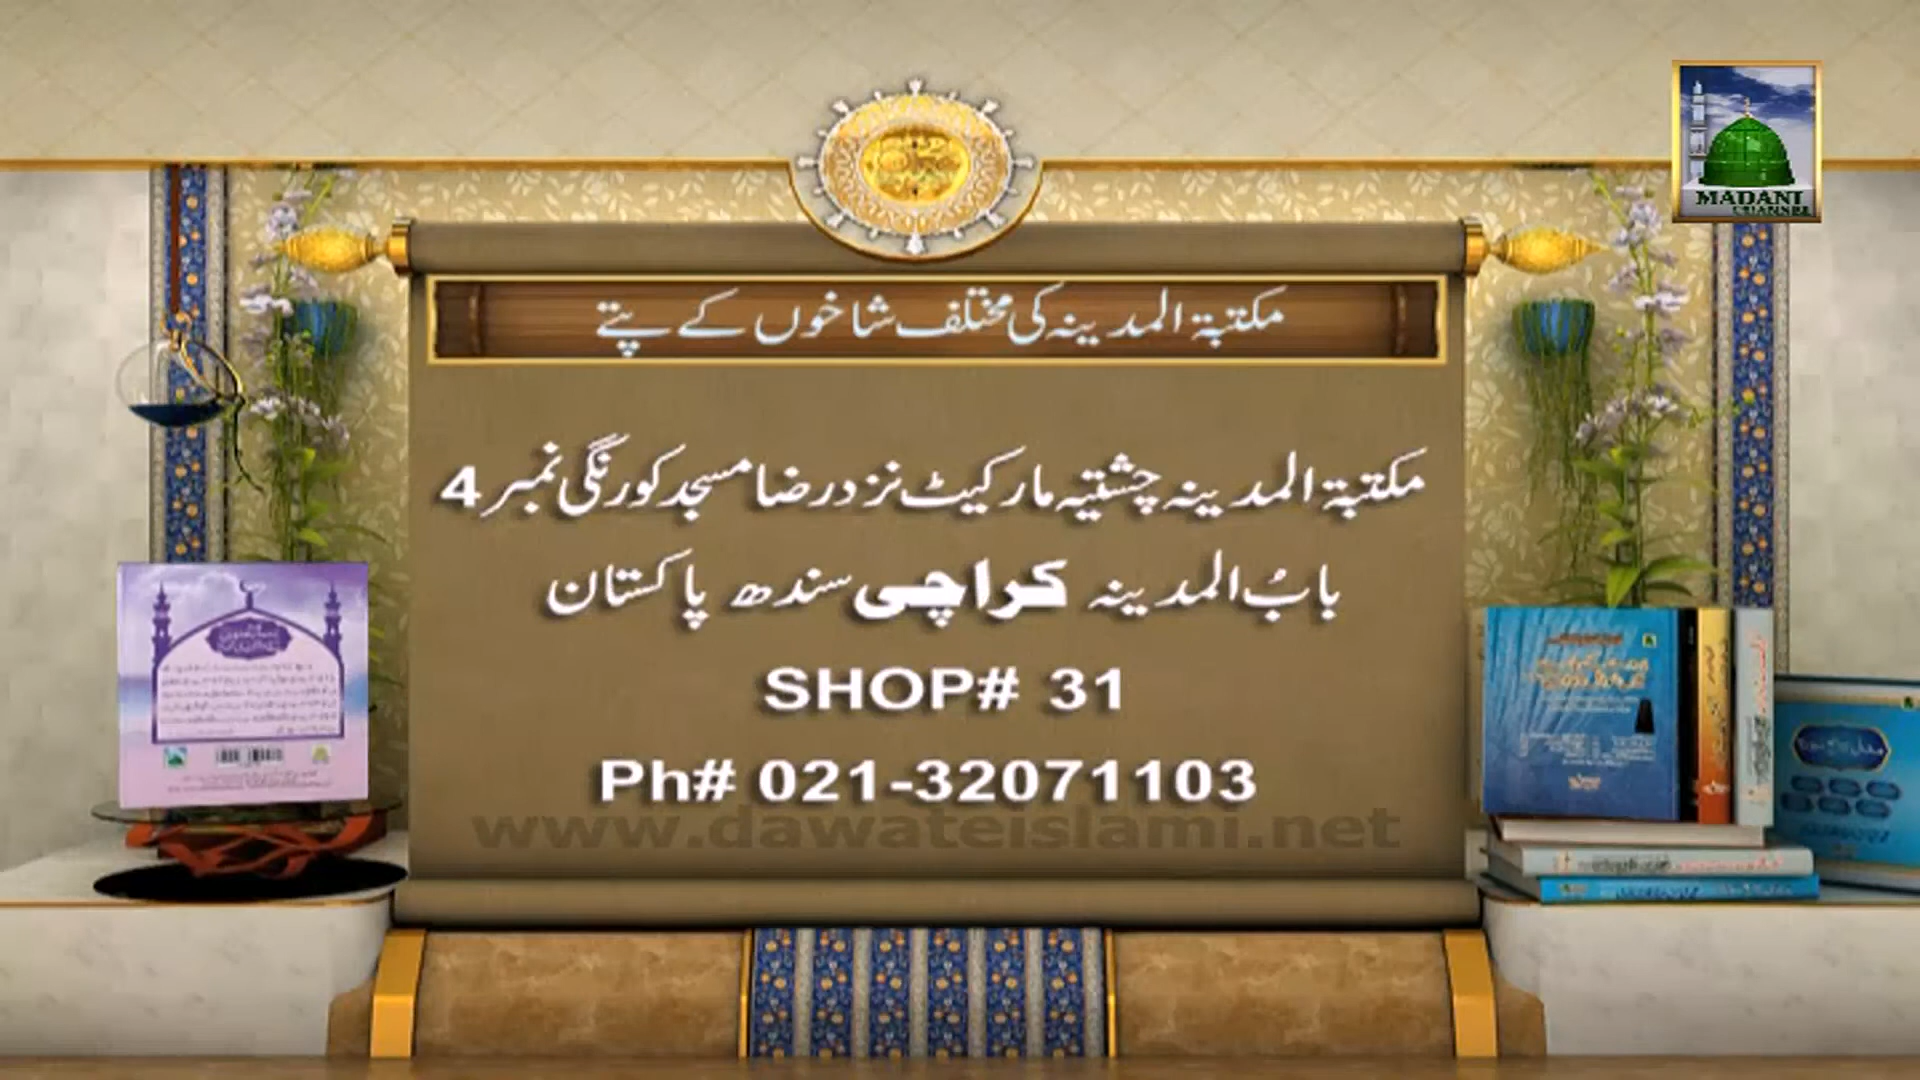 MADANI
CHANNEL
مکتبۃ المدینہ کی مختلف شاخوں کے پتے
مکتبۃ المدینہ چشتیہ مارکیٹ نزد رضا مسجد کورنگی نمبر 4
بابُ المدینہ کراچی سندھ پاکستان
SHOP# 31
Ph# 021-32071103
www.dawateislami.net